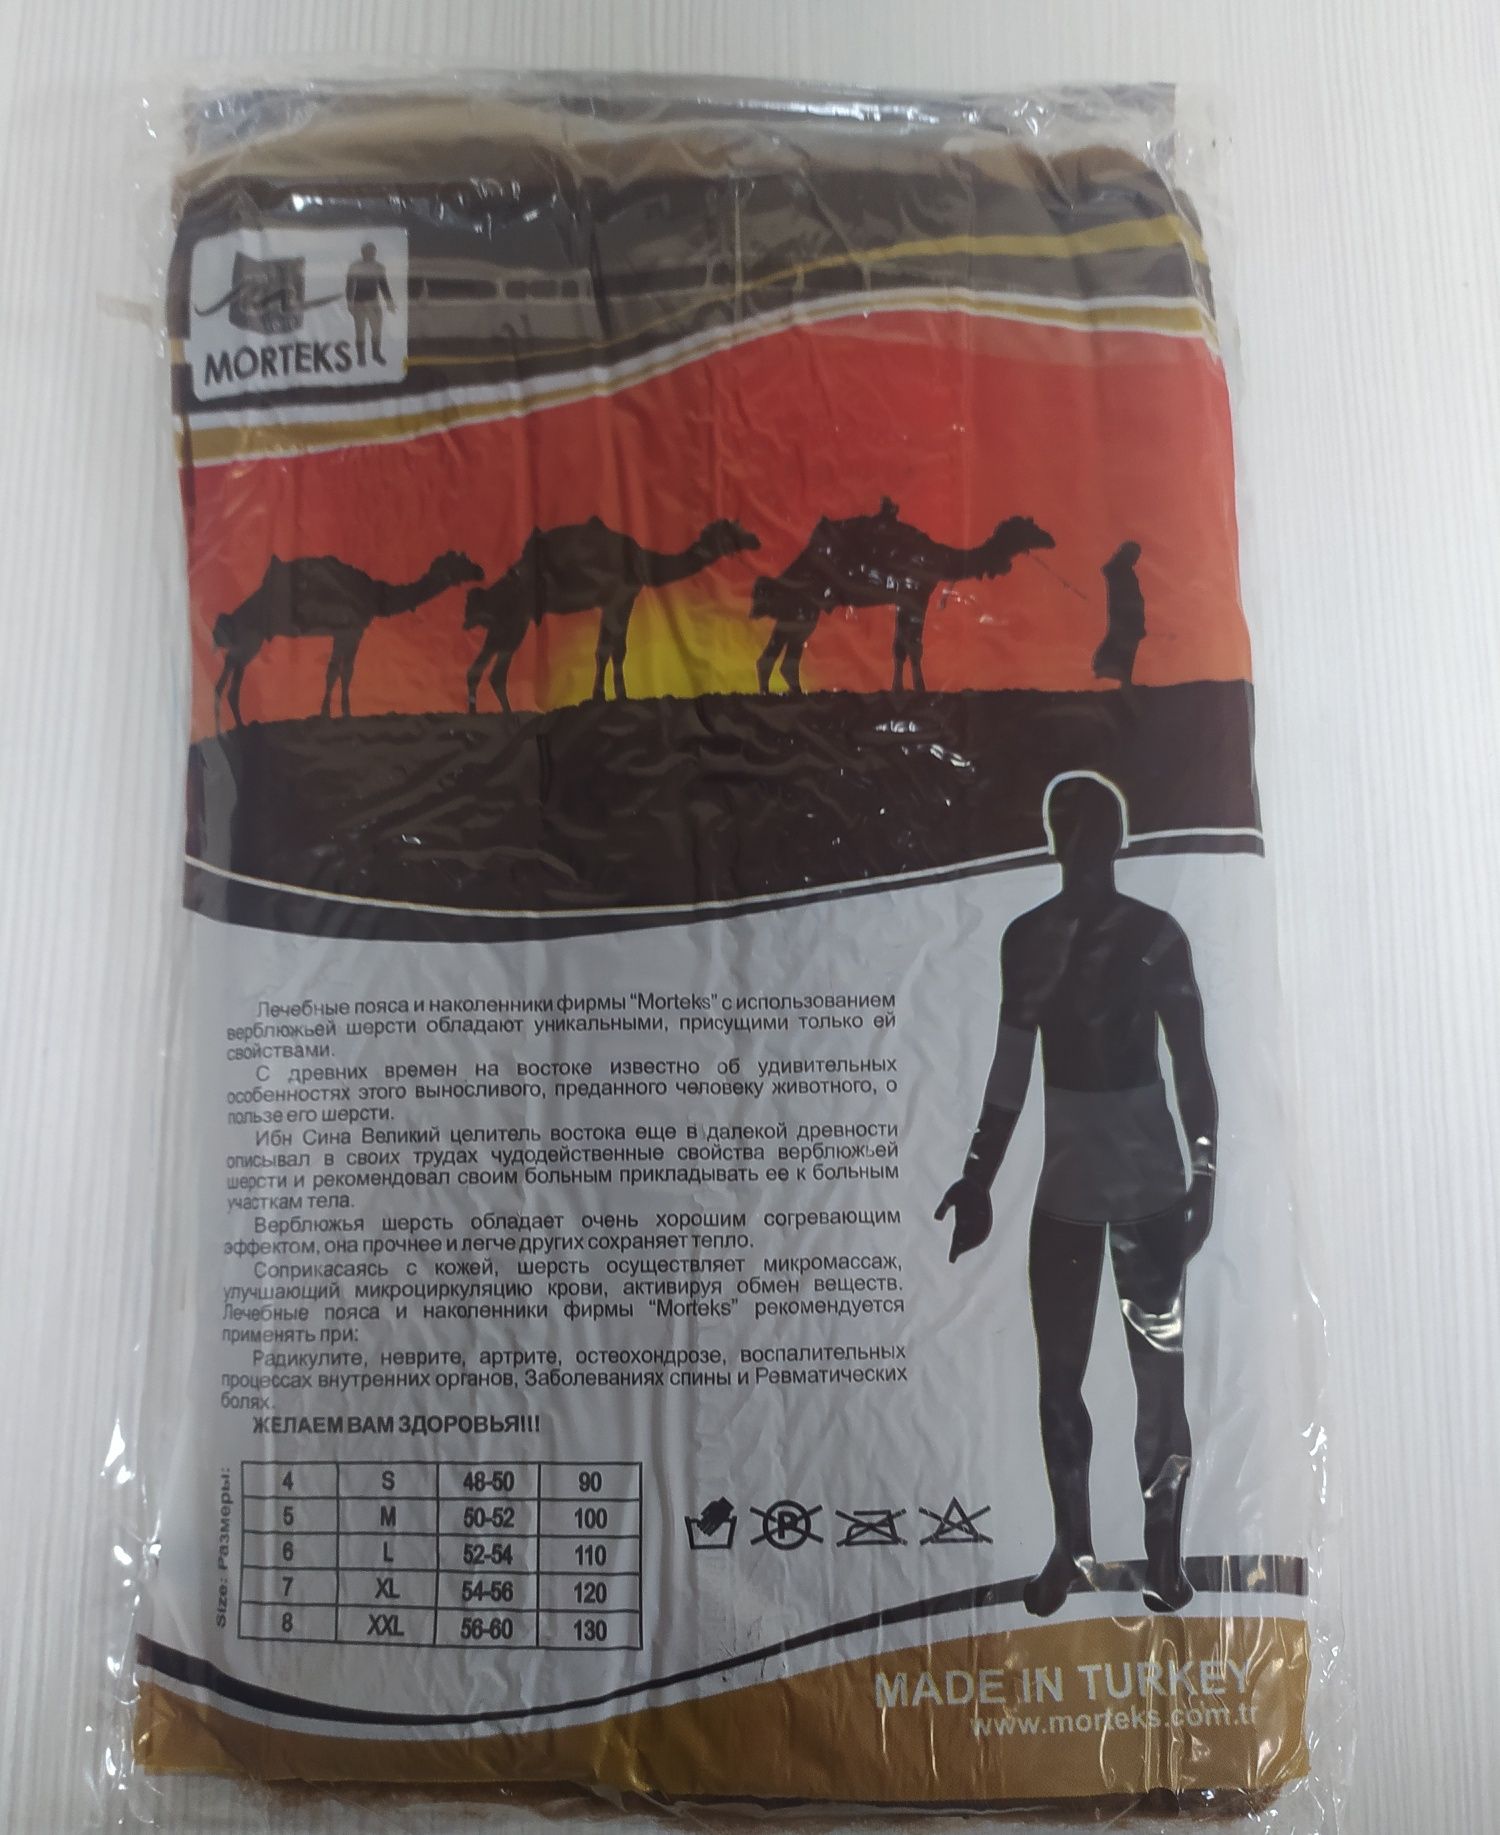 MORTEKS
Лечебные пояса и наколенники фирмы "Morteks" с использованием
верблюжьей шерсти обладают уникальными, присущими только ей
свойствами.
С древних времен на востоке известно об удивительных
особенностях этого выносливого, преданного человеку животного, о
пользе его шерсти.
Ибн Сина Великий целитель востока еще в далекой древности
описывал в своих трудах чудодейственные свойства верблюжьей
шерсти и рекомендовал своим больным прикладывать ее к больным
участкам тела.
Верблюжья шерсть обладает очень хорошим согревающим
эффектом, она прочнее и легче других сохраняет тепло.
Соприкасаясь с кожей, шерсть осуществляет микромассаж,
улучшающий микроциркуляцию крови, активируя обмен веществ.
Лечебные пояса и наколенники фирмы "Morteks" рекомендуется
применять при:
Радикулите, неврите, артрите, остеохондрозе, воспалительных
процессах внутренних органов, Заболеваниях спины и Ревматических
болях.
ЖЕЛАЕМ ВАМ ЗДОРОВЬЯ!!!
Size: Размеры:
4 S 48-50 90
5 M 50-52 100
6 L 52-54 110
7 XL 54-56 120
8 XXL 56-60 130
P
MADE IN TURKEY
www.morteks.com.tr